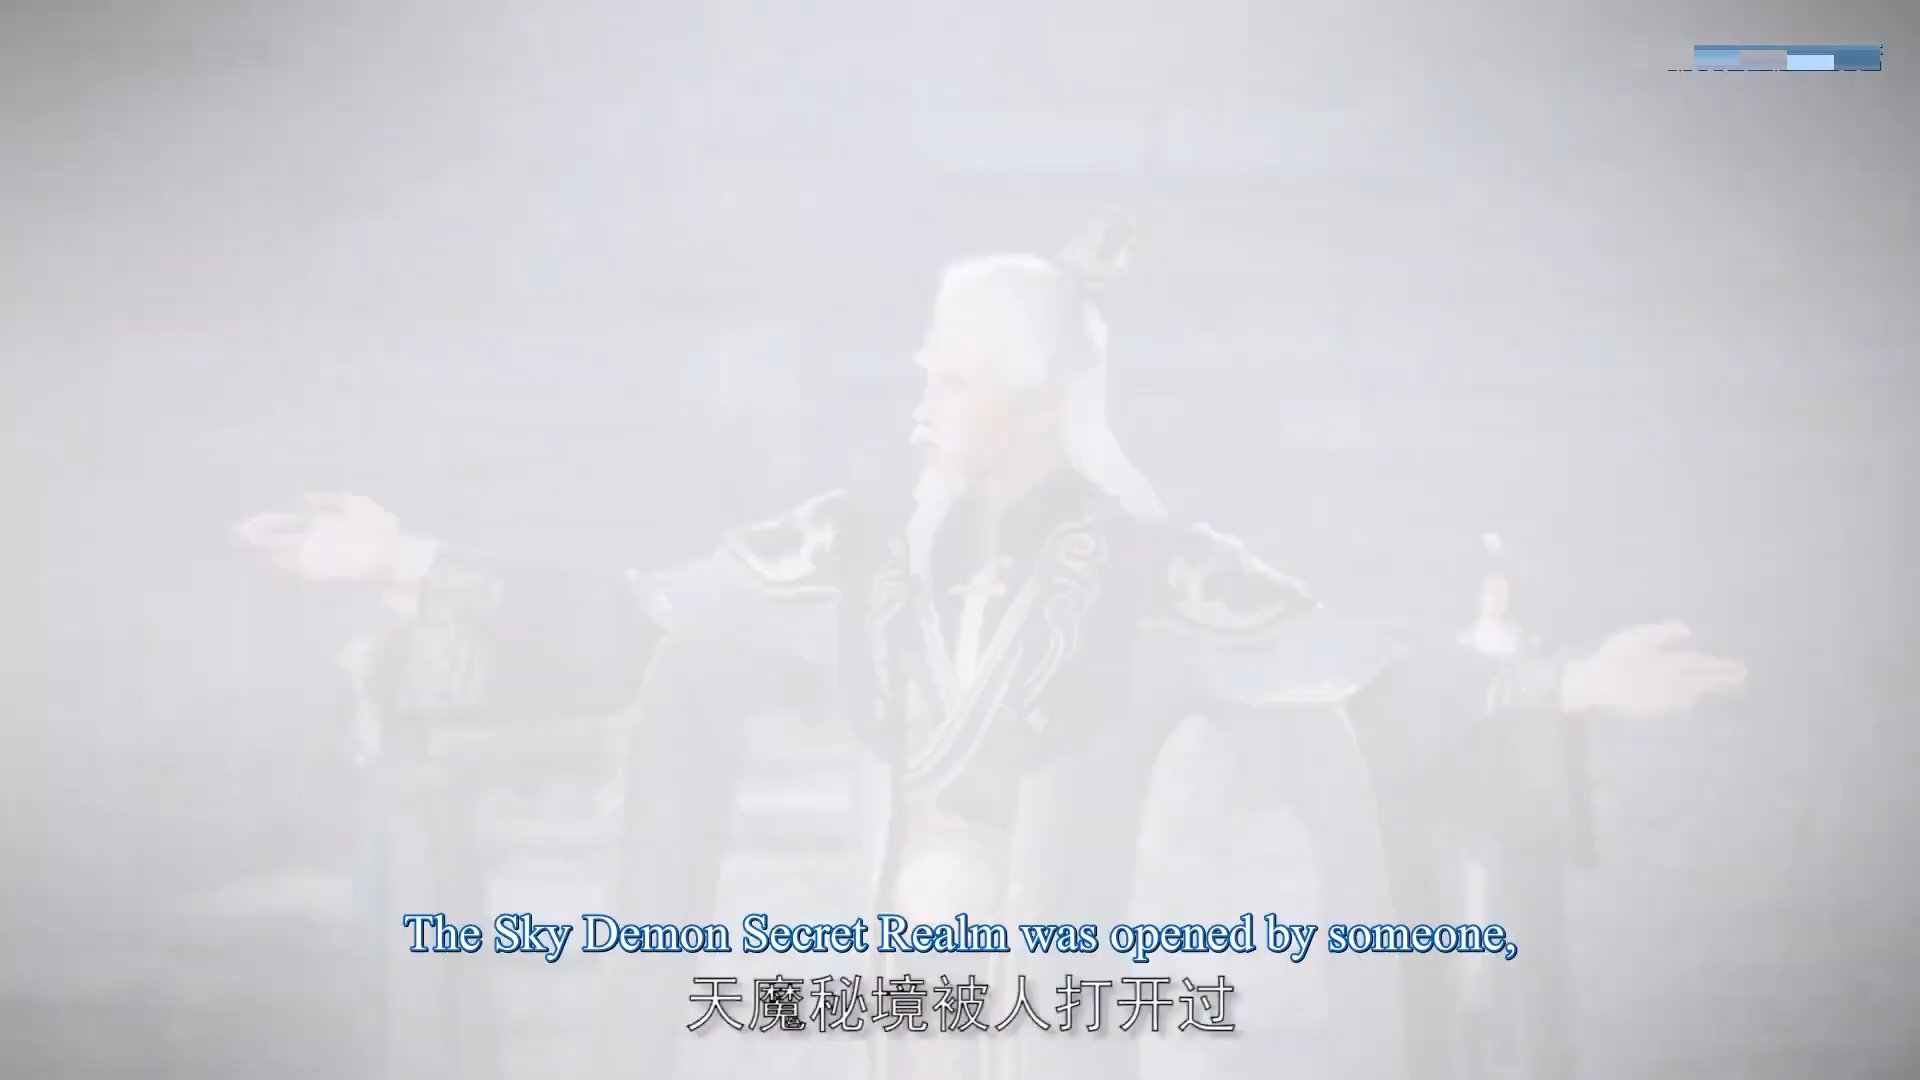 The Sky Demon Secret Realm was opened by someone,
天魔秘境被人打开过